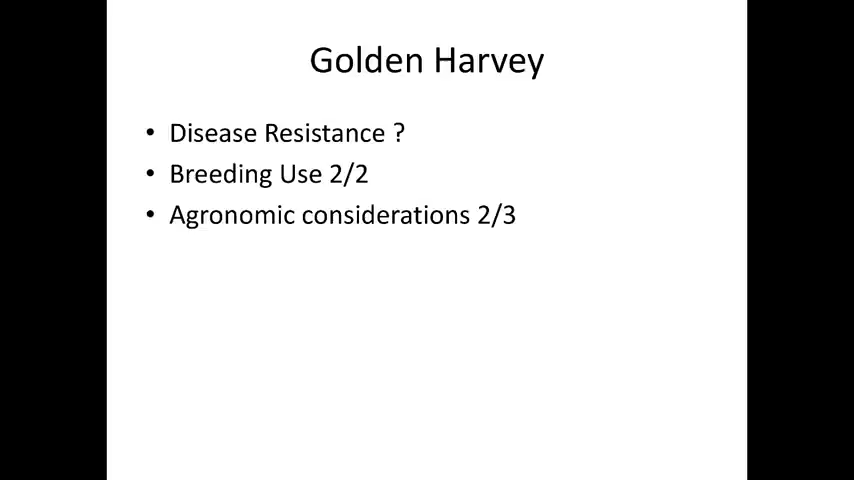 Golden Harvey
• Disease Resistance ?
• Breeding Use 2/2
• Agronomic considerations 2/3